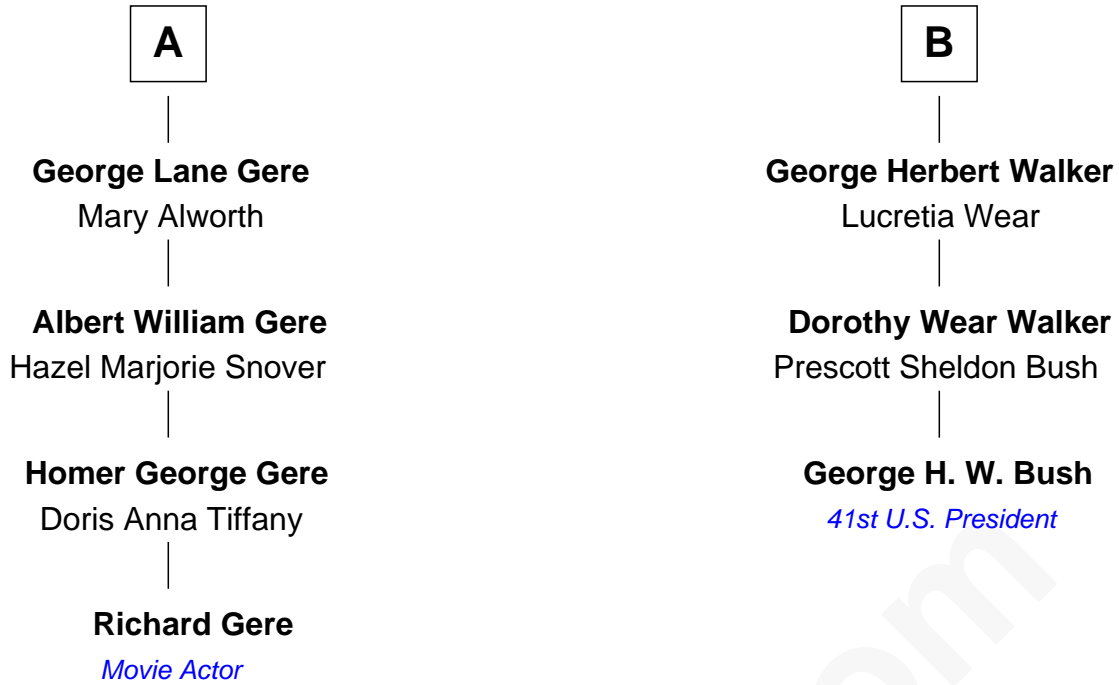 A
George Lane Gere
Mary Alworth
Albert William Gere
Hazel Marjorie Snover
Homer George Gere
Doris Anna Tiffany
Richard Gere
Movie Actor
B
George Herbert Walker
Lucretia Wear
Dorothy Wear Walker
Prescott Sheldon Bush
George H. W. Bush
41st U.S. President
om